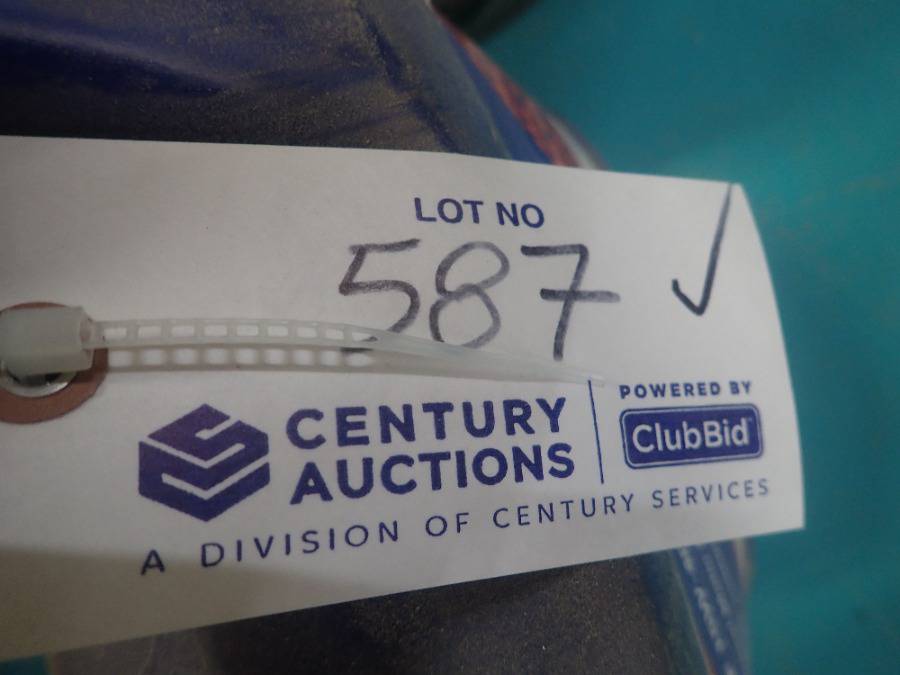 LOT NO
587 ✓
CENTURY
AUCTIONS
POWERED BY
ClubBid
A DIVISION OF CENTURY SERVICES